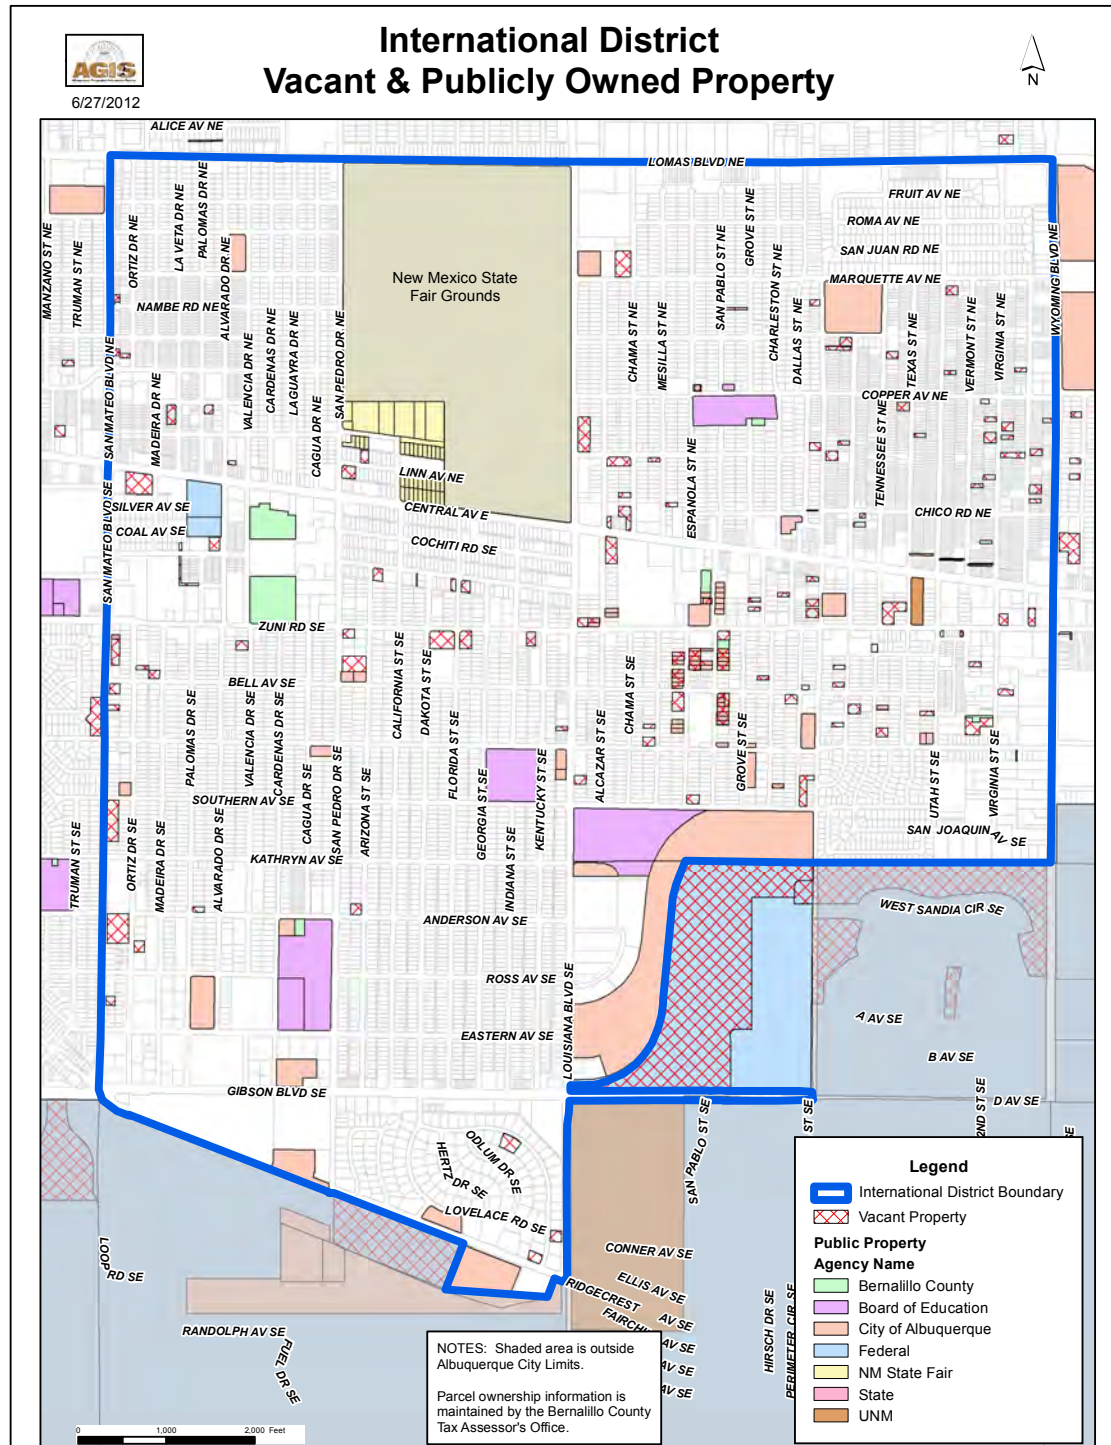 International District
Vacant & Publicly Owned Property
AGIS
6/27/2012
N
ALICE AV NE
LOMAS BLVD NE
FRUIT AV NE
ROMA AV NE
SAN JUAN RD NE
MARQUETTE AV NE
MANZANO ST NE
TRUMAN ST NE
ORTIZ DR NE
LA VETA DR NE
PALOMAS DR NE
ALVARADO DR NE
NAMBE RD NE
VALENCIA DR NE
CARDENAS DR NE
LAGUAYRA DR NE
CAGUA DR NE
SAN PEDRO DR NE
New Mexico State
Fair Grounds
CHAMA ST NE
MESILLA ST NE
SAN PABLO ST NE
GROVE ST NE
CHARLESTON ST NE
DALLAS ST NE
TEXAS ST NE
VERMONT ST NE
VIRGINIA ST NE
WYOMING BLVD NE
SAN MATEO BLVD NE
MADEIRA DR NE
COPPER AV NE
TENNESSEE ST NE
ESPANOLA ST NE
LINN AV NE
CENTRAL AV E
CHICO RD NE
SILVER AV SE
COAL AV SE
COCHITI RD SE
SAN MATEO BLVD SE
ZUNI RD SE
BELL AV SE
PALOMAS DR SE
VALENCIA DR SE
CARDENAS DR SE
CALIFORNIA ST SE
DAKOTA ST SE
FLORIDA ST SE
CHAMA ST SE
ALCAZAR ST SE
GROVE ST SE
UTAH ST SE
VIRGINIA ST SE
SOUTHERN AV SE
CAGUA DR SE
SAN PEDRO DR SE
ARIZONA ST SE
GEORGIA ST SE
INDIANA ST SE
KENTUCKY ST SE
SAN JOAQUIN AV SE
TRUMAN ST SE
ORTIZ DR SE
MADEIRA DR SE
ALVARADO DR SE
KATHRYN AV SE
ANDERSON AV SE
WEST SANDIA CIR SE
ROSS AV SE
LOUISIANA BLVD SE
EASTERN AV SE
A AV SE
B AV SE
GIBSON BLVD SE
D AV SE
2ND ST SE
SAN PABLO ST SE
ST SE
SE
ODLUM DR SE
HERTZ DR SE
LOVELACE RD SE
LOOP RD SE
CONNER AV SE
ELLIS AV SE
RIDGECREST AV SE
AV SE
AV SE
AV SE
HIRSCH DR SE
PERIMETER CIR SE
RANDOLPH AV SE
FUEL DR SE
Legend
International District Boundary
Vacant Property
Public Property
Agency Name
Bernalillo County
Board of Education
City of Albuquerque
Federal
NM State Fair
State
UNM
NOTES: Shaded area is outside
Albuquerque City Limits.
Parcel ownership information is
maintained by the Bernalillo County
Tax Assessor's Office.
0 1,000 2,000 Feet